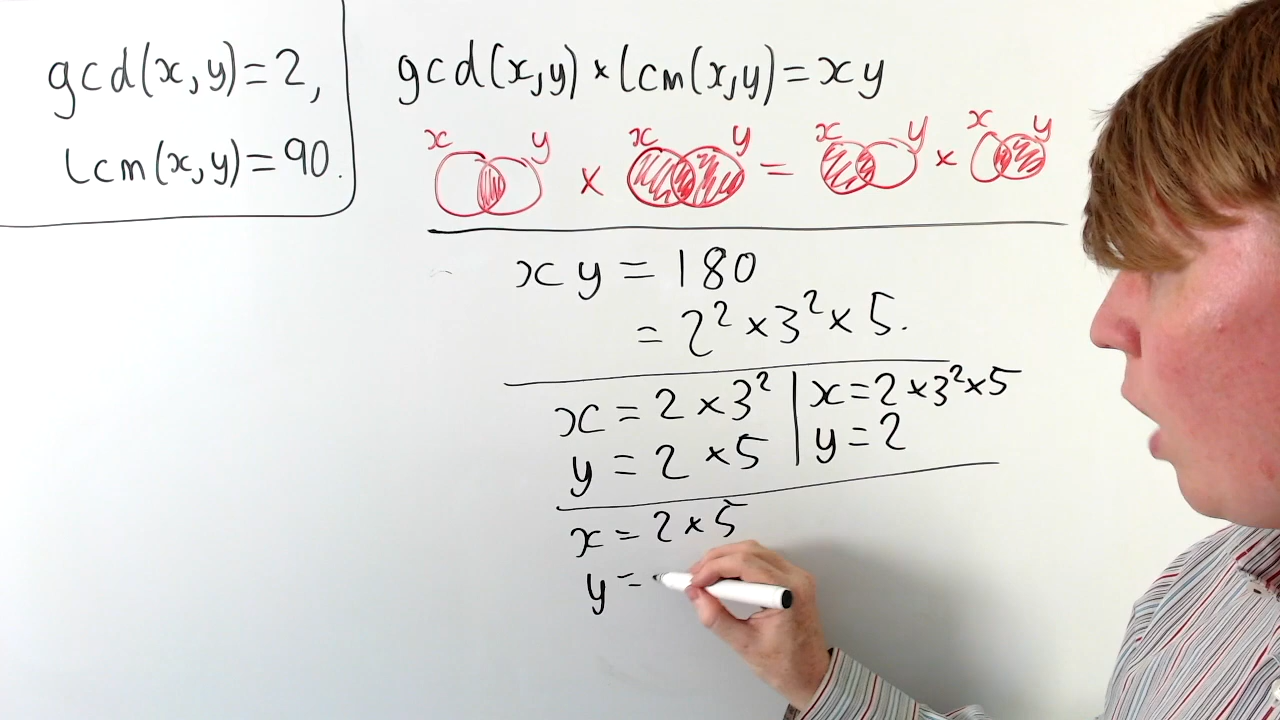 gcd(x,y)=2,
lcm(x,y)=90.
gcd(x,y)×lcm(x,y)=xy
x y × x y = x y × x y
xy=180
=2²×3²×5.
x=2×3² | x=2×3²×5
y=2×5 | y=2
x=2×5
y=